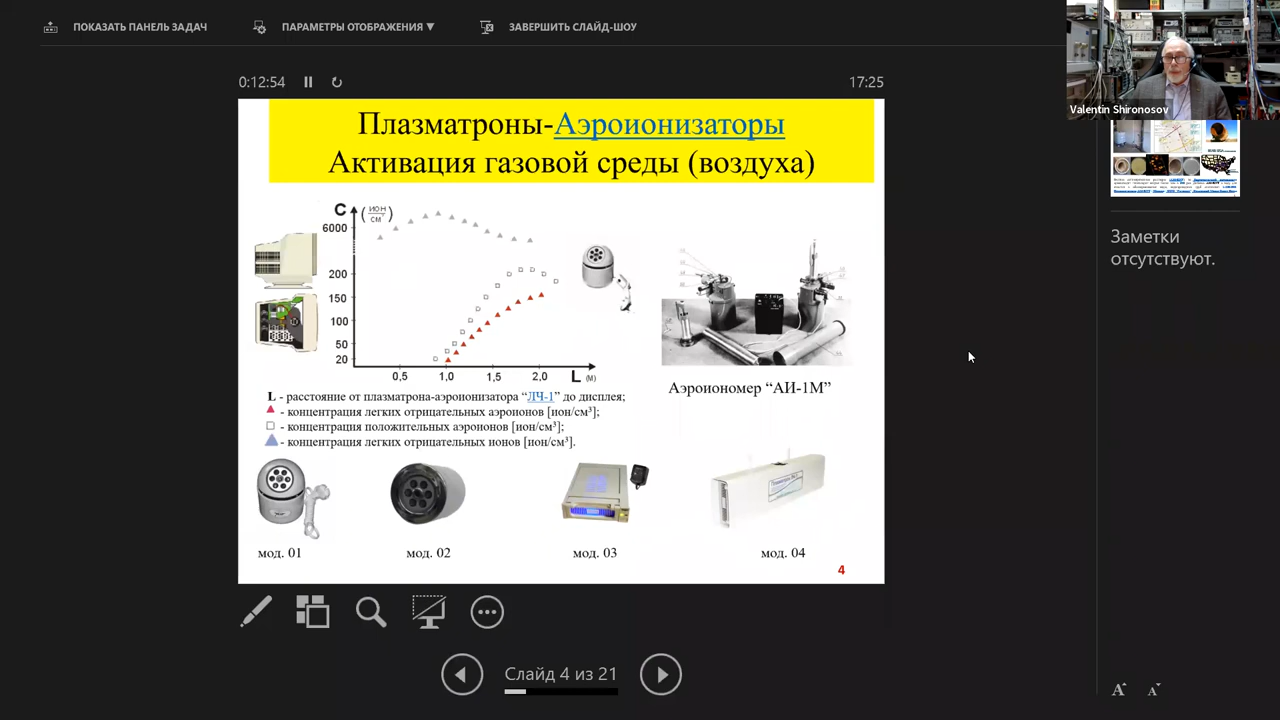 ПОКАЗАТЬ ПАНЕЛЬ ЗАДАЧ
ПАРАМЕТРЫ ОТОБРАЖЕНИЯ ▼
ЗАВЕРШИТЬ СЛАЙД-ШОУ
Valentin Shironosov
0:12:54
17:25
Плазматроны-Аэроионизаторы
Активация газовой среды (воздуха)
C (ион/см³)
6000
200
150
100
50
20
0,5 1,0 1,5 2,0 L (м)
L - расстояние от плазматрона-аэроионизатора “ЛЧ-1” до дисплея;
- концентрация легких отрицательных аэроионов [ион/см³];
- концентрация положительных аэроионов [ион/см³];
- концентрация легких отрицательных ионов [ион/см³].
Аэроиономер “АИ-1М”
мод. 01
мод. 02
мод. 03
мод. 04
4
Заметки
отсутствуют.
Слайд 4 из 21
A A